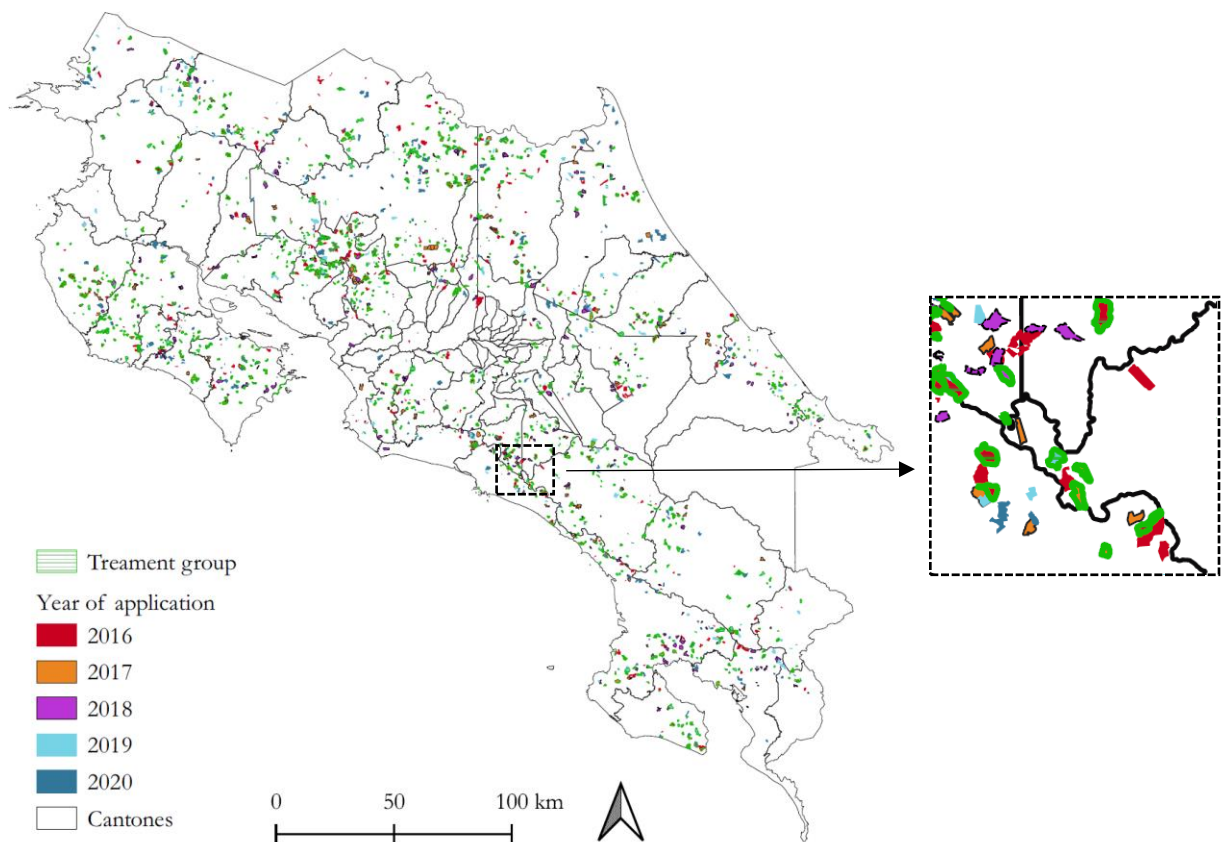 Treament group
Year of application
2016
2017
2018
2019
2020
Cantones
0 50 100 km